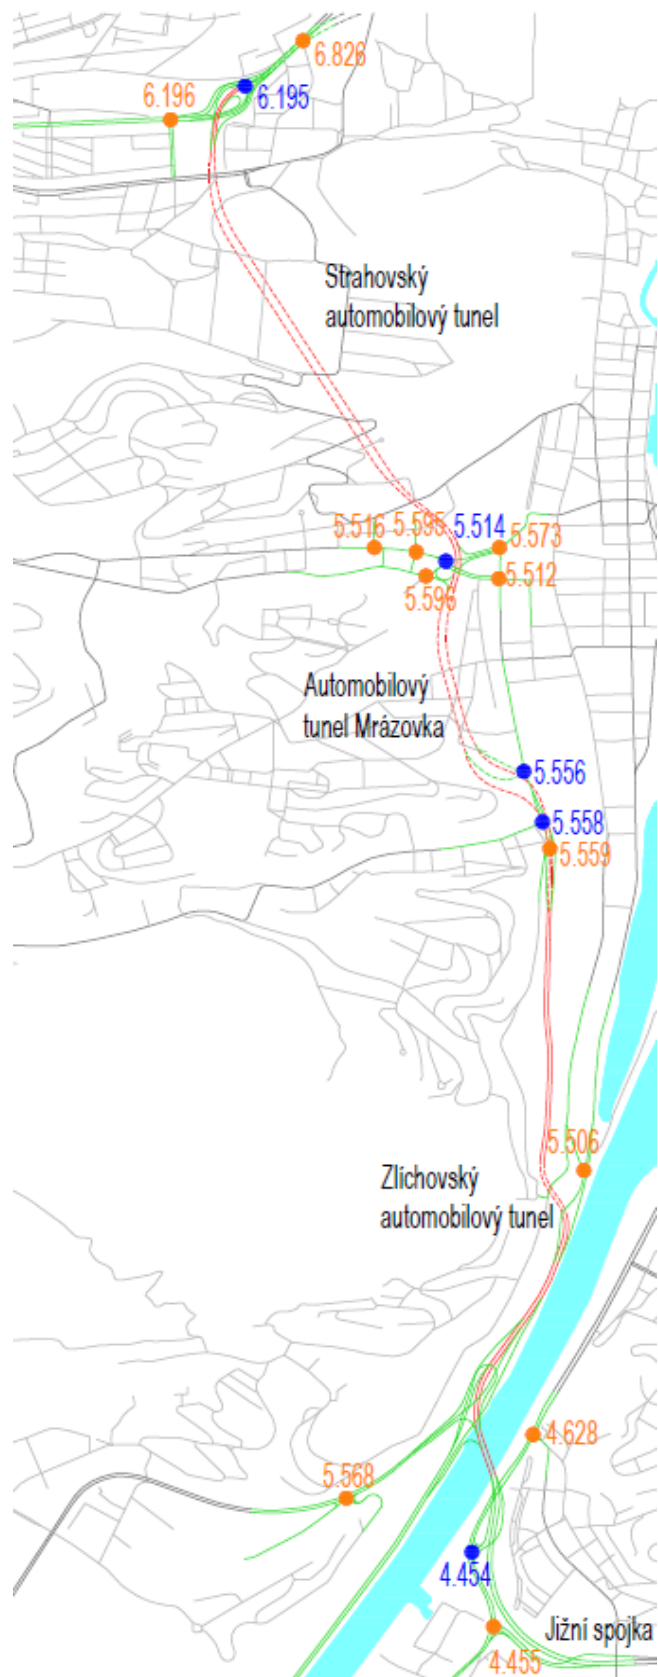 6.826
6.196
6.195
Strahovský
automobilový tunel
5.516
5.595
5.514
5.573
5.512
5.596
Automobilový
tunel Mrázovka
5.556
5.558
5.559
5.506
Zlíchovský
automobilový tunel
4.628
5.568
4.454
Jižní spojka
4.455